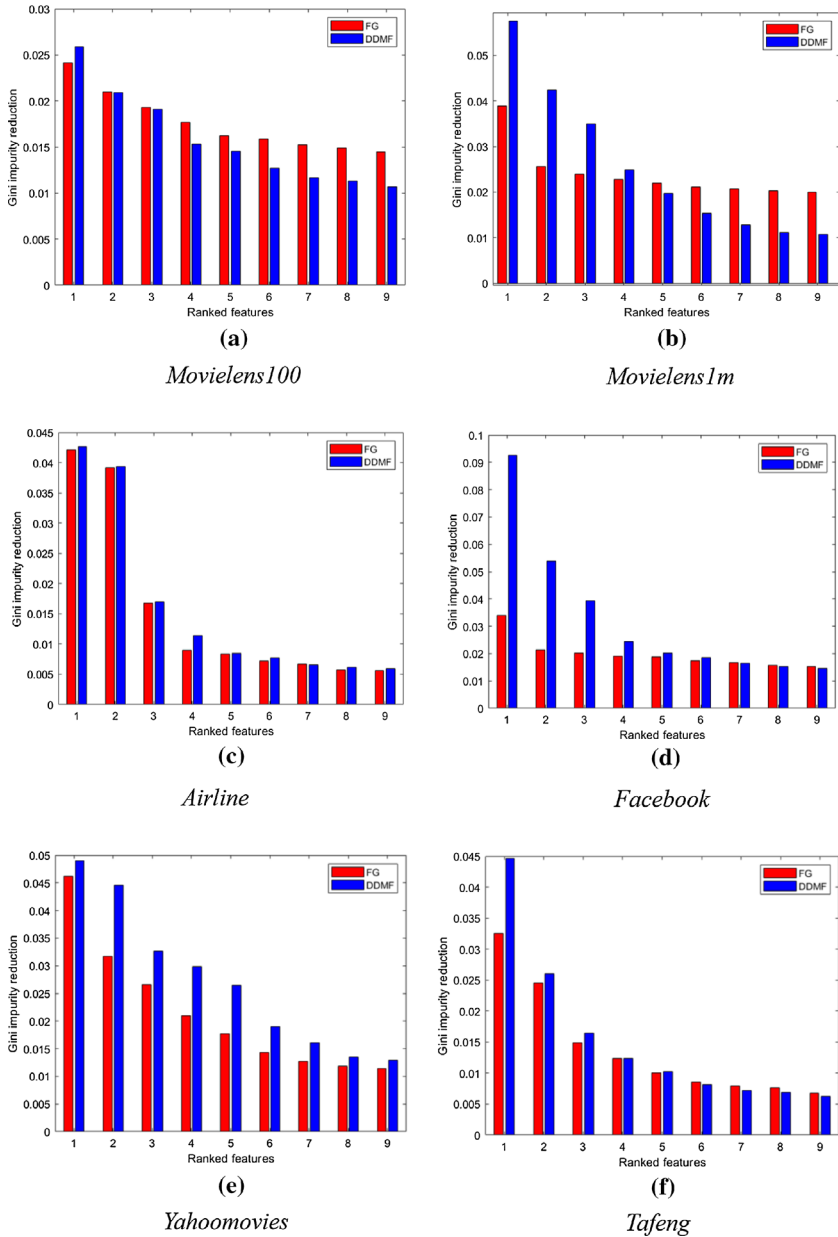 0.03
0.025
0.02
0.015
0.01
0.005
0
Gini impurity reduction
FG
DDMF
1 2 3 4 5 6 7 8 9
Ranked features
(a)
Movielens100
0.05
0.04
0.03
0.02
0.01
0
Gini impurity reduction
FG
DDMF
1 2 3 4 5 6 7 8 9
Ranked features
(b)
Movielens1m
0.045
0.04
0.035
0.03
0.025
0.02
0.015
0.01
0.005
0
Gini impurity reduction
FG
DDMF
1 2 3 4 5 6 7 8 9
Ranked features
(c)
Airline
0.1
0.09
0.08
0.07
0.06
0.05
0.04
0.03
0.02
0.01
0
Gini impurity reduction
FG
DDMF
1 2 3 4 5 6 7 8 9
Ranked features
(d)
Facebook
0.05
0.045
0.04
0.035
0.03
0.025
0.02
0.015
0.01
0.005
0
Gini impurity reduction
FG
DDMF
1 2 3 4 5 6 7 8 9
Ranked features
(e)
Yahoomovies
0.045
0.04
0.035
0.03
0.025
0.02
0.015
0.01
0.005
0
Gini impurity reduction
FG
DDMF
1 2 3 4 5 6 7 8 9
Ranked features
(f)
Tafeng